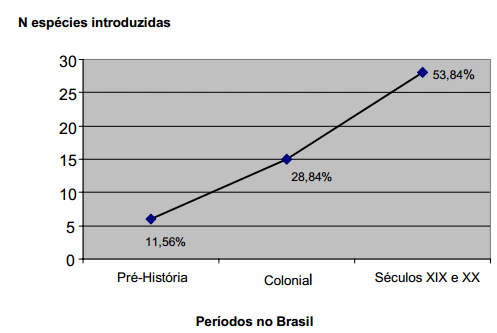 N espécies introduzidas
30
25
20
15
10
5
0
53,84%
28,84%
11,56%
Pré-História
Colonial
Séculos XIX e XX
Períodos no Brasil